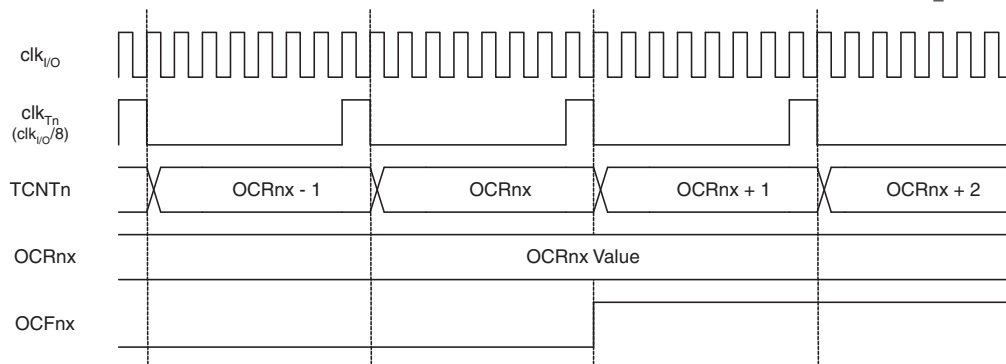 clkI/O
clkTn
(clkI/O/8)
TCNTn
OCRnx - 1
OCRnx
OCRnx + 1
OCRnx + 2
OCRnx
OCRnx Value
OCFnx